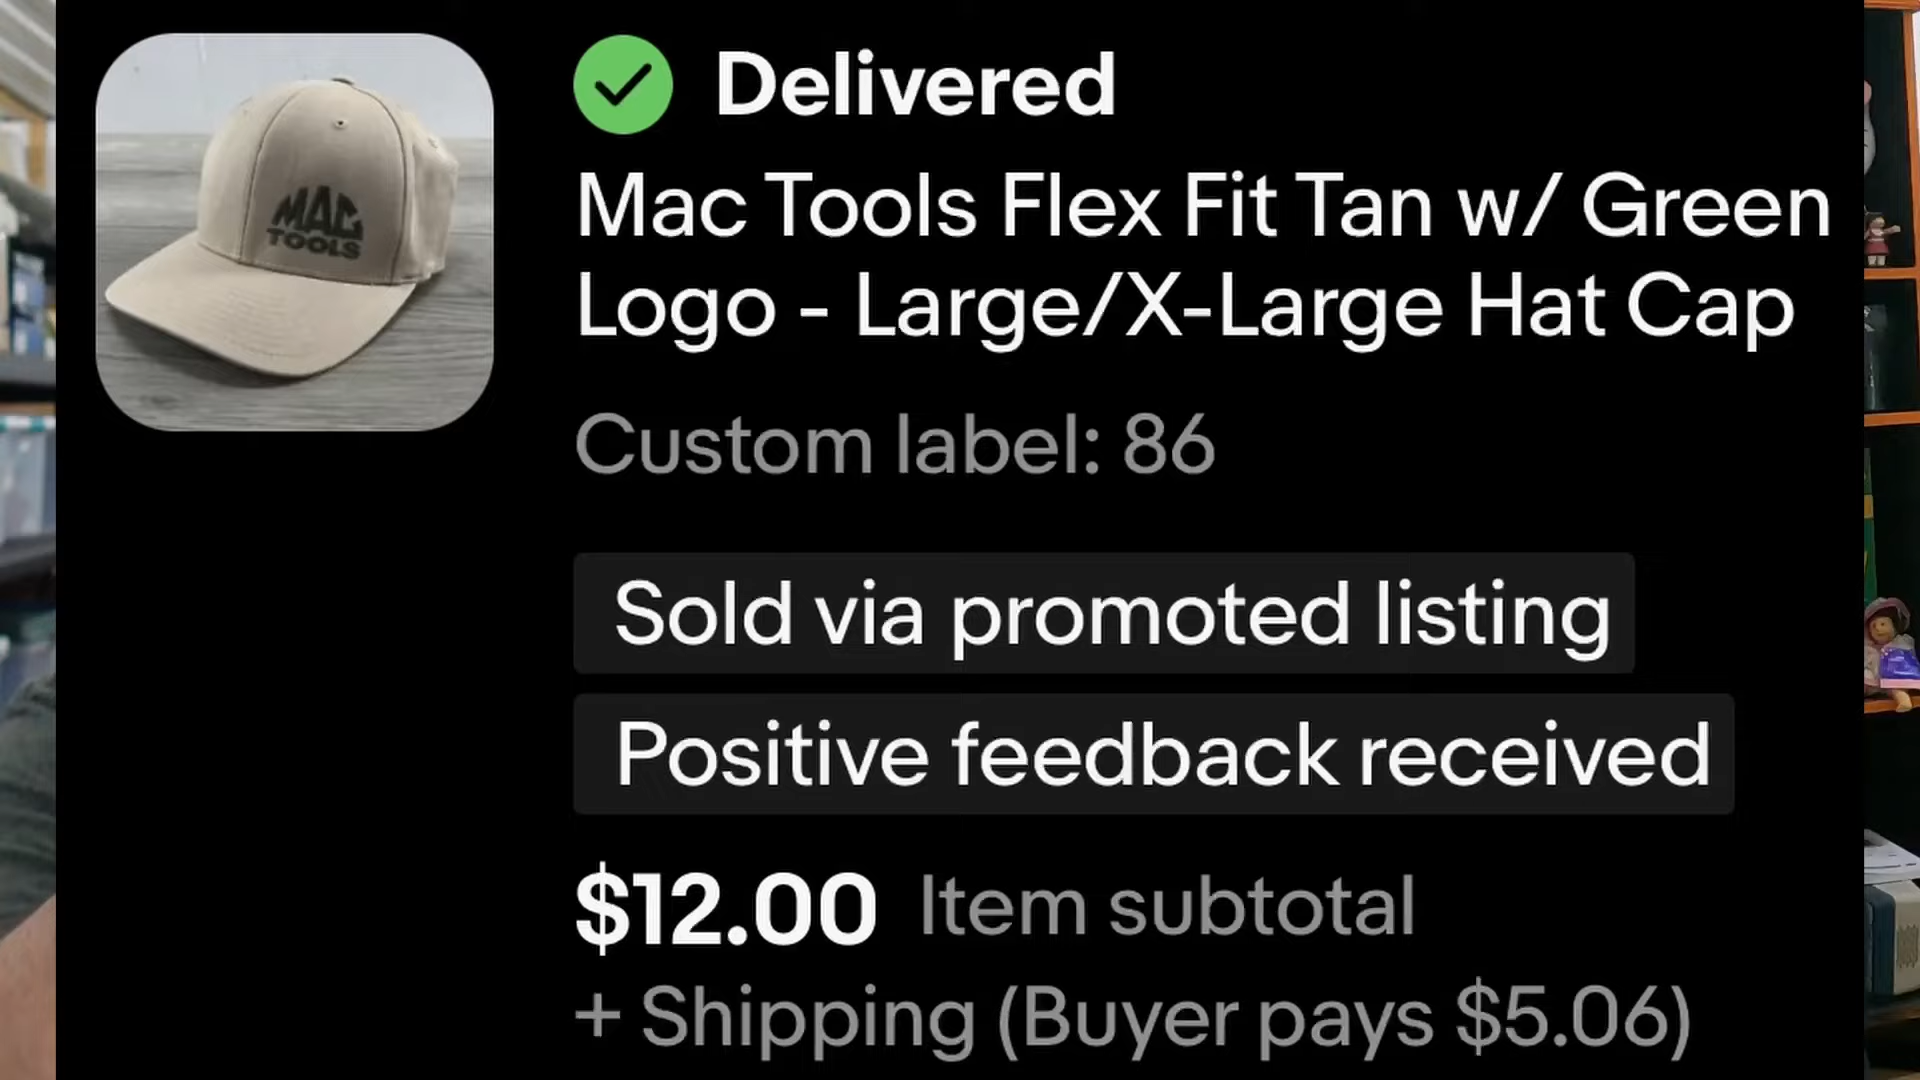 MAC
TOOLS
Delivered
Mac Tools Flex Fit Tan w/ Green
Logo - Large/X-Large Hat Cap
Custom label: 86
Sold via promoted listing
Positive feedback received
$12.00 Item subtotal
+ Shipping (Buyer pays $5.06)